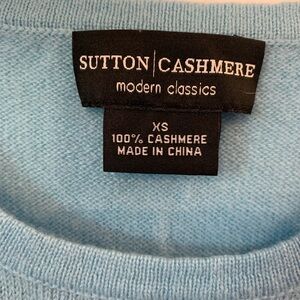 SUTTON|CASHMERE
modern classics
XS
100% CASHMERE
MADE IN CHINA